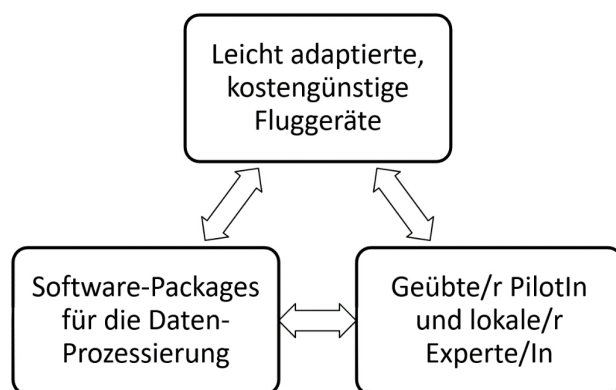 Leicht adaptierte,
kostengünstige
Fluggeräte
Software-Packages
für die Daten-
Prozessierung
Geübte/r PilotIn
und lokale/r
Experte/In